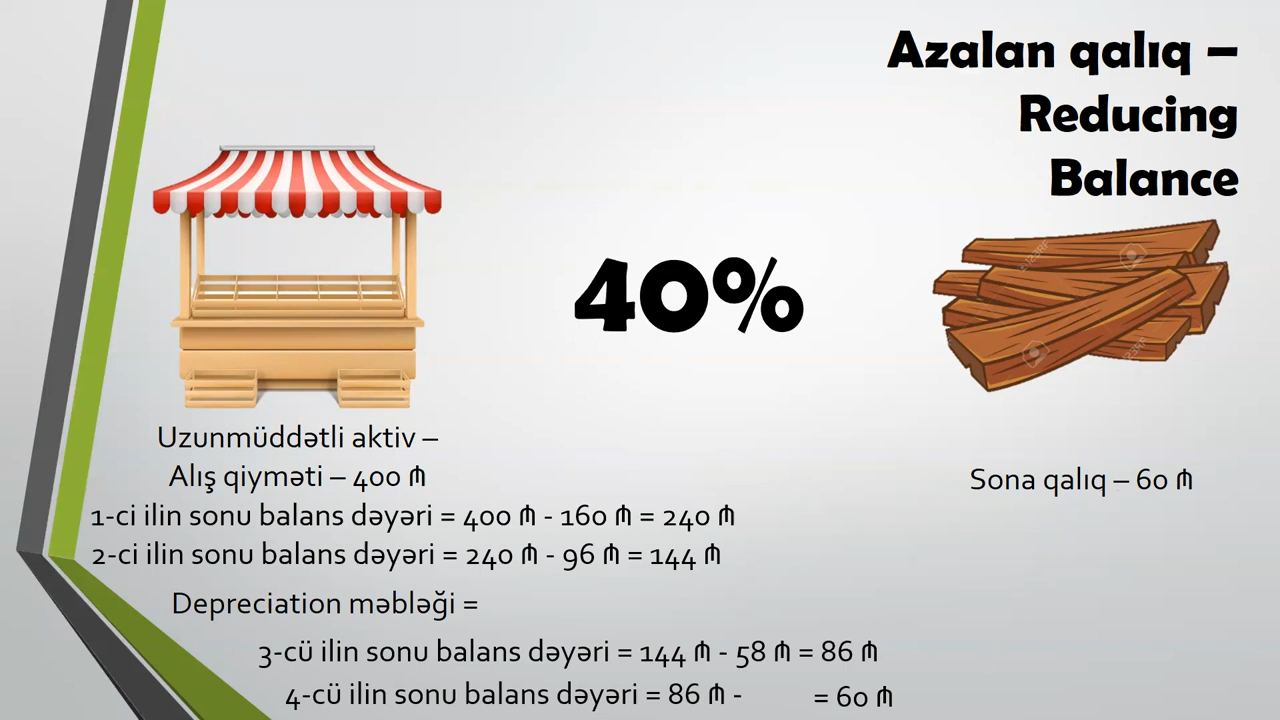 Azalan qalıq –
Reducing
Balance
40%
Uzunmüddətli aktiv –
Alış qiyməti – 400 ₼
Sona qalıq – 60 ₼
1-ci ilin sonu balans dəyəri = 400 ₼ - 160 ₼ = 240 ₼
2-ci ilin sonu balans dəyəri = 240 ₼ - 96 ₼ = 144 ₼
Depreciation məbləği =
3-cü ilin sonu balans dəyəri = 144 ₼ - 58 ₼ = 86 ₼
4-cü ilin sonu balans dəyəri = 86 ₼ - = 60 ₼